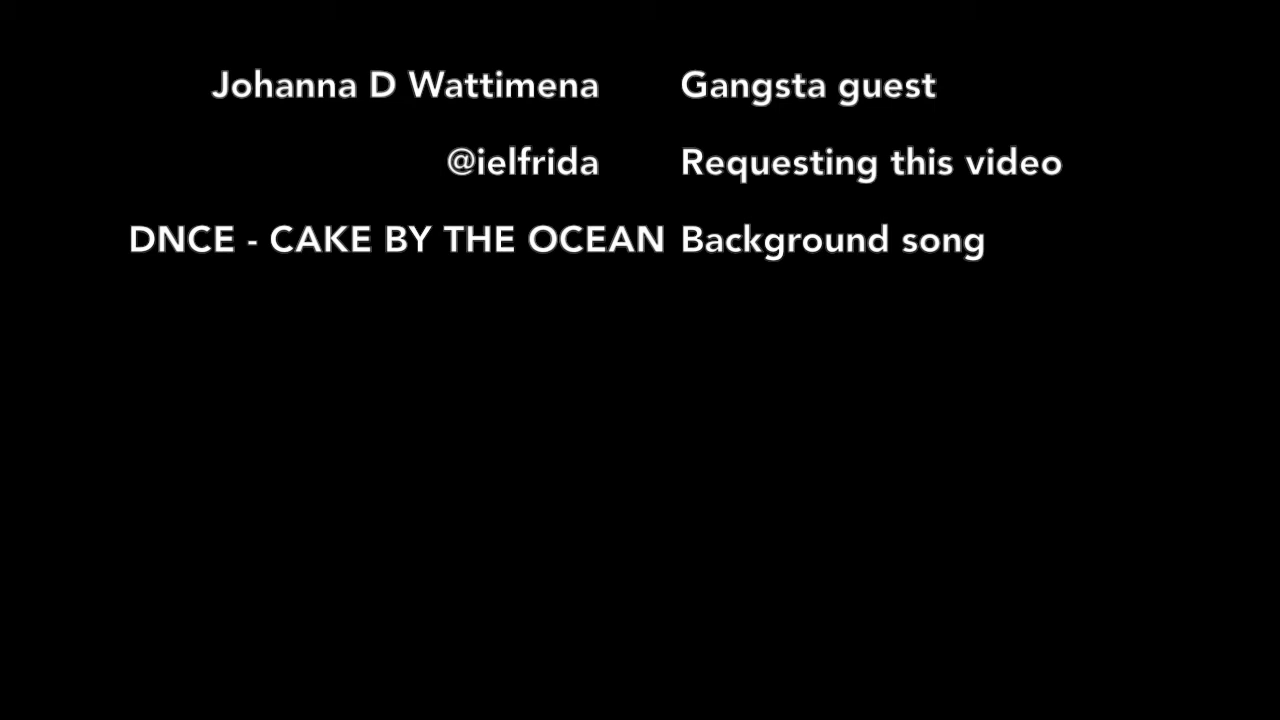 Johanna D Wattimena Gangsta guest
@ielfrida Requesting this video
DNCE - CAKE BY THE OCEAN Background song